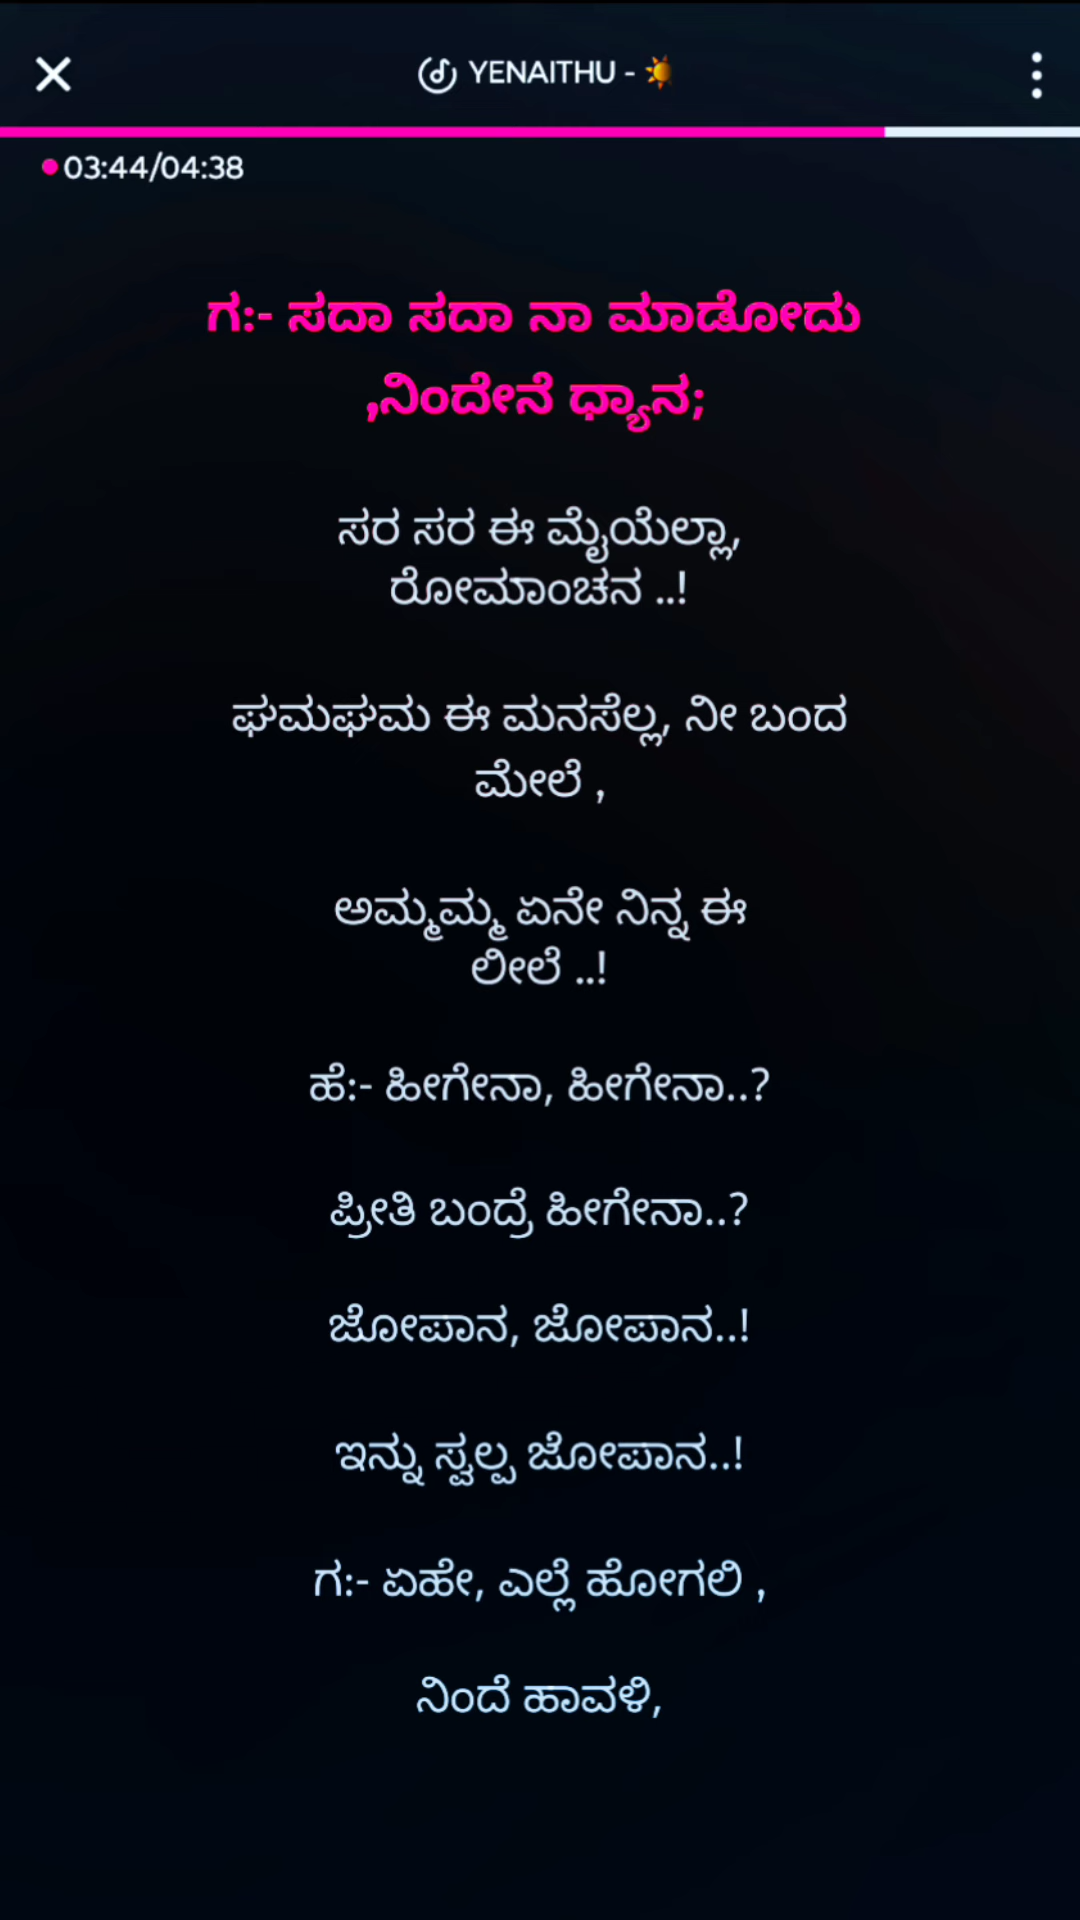 YENAITHU - ☀️
03:44/04:38
ಗ:- ಸದಾ ಸದಾ ನಾ ಮಾಡೋದು
,ನಿಂದೇನೆ ಧ್ಯಾನ;
ಸರ ಸರ ಈ ಮೈಯೆಲ್ಲಾ,
ರೋಮಾಂಚನ ..!
ಘಮಘಮ ಈ ಮನಸೆಲ್ಲ, ನೀ ಬಂದ
ಮೇಲೆ ,
ಅಮ್ಮಮ್ಮ ಏನೇ ನಿನ್ನ ಈ
ಲೀಲೆ ..!
ಹೆ:- ಹೀಗೇನಾ, ಹೀಗೇನಾ..?
ಪ್ರೀತಿ ಬಂದ್ರೆ ಹೀಗೇನಾ..?
ಜೋಪಾನ, ಜೋಪಾನ..!
ಇನ್ನು ಸ್ವಲ್ಪ ಜೋಪಾನ..!
ಗ:- ಏಹೇ, ಎಲ್ಲೆ ಹೋಗಲಿ ,
ನಿಂದೆ ಹಾವಳಿ,